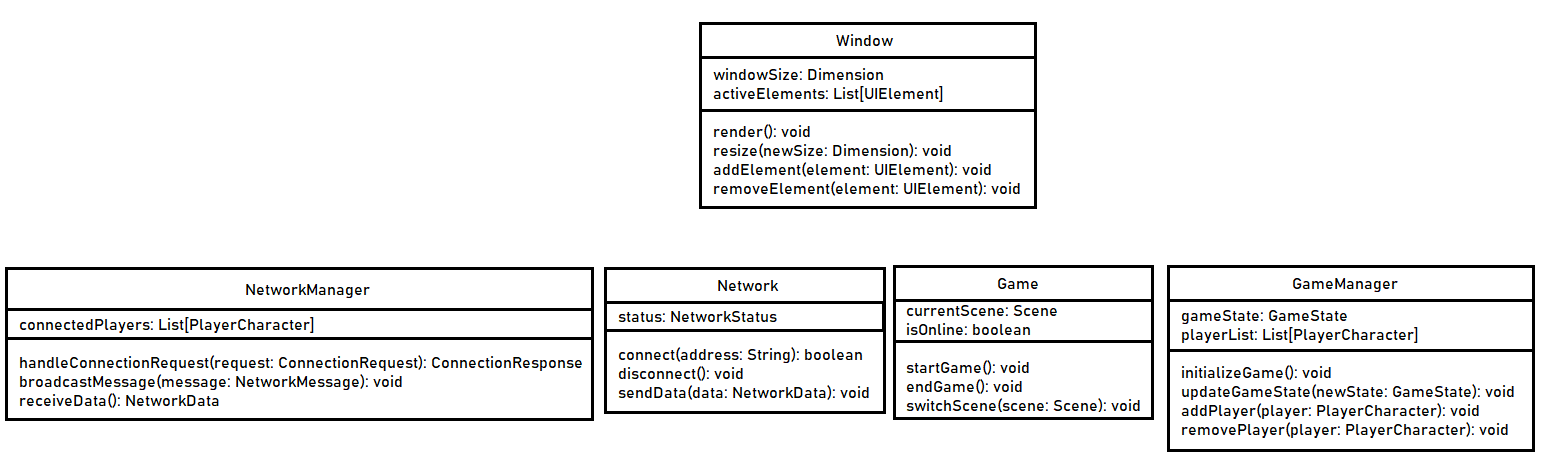 Window
windowSize: Dimension
activeElements: List[UIElement]
render(): void
resize(newSize: Dimension): void
addElement(element: UIElement): void
removeElement(element: UIElement): void
NetworkManager
connectedPlayers: List[PlayerCharacter]
handleConnectionRequest(request: ConnectionRequest): ConnectionResponse
broadcastMessage(message: NetworkMessage): void
receiveData(): NetworkData
Network
status: NetworkStatus
connect(address: String): boolean
disconnect(): void
sendData(data: NetworkData): void
Game
currentScene: Scene
isOnline: boolean
startGame(): void
endGame(): void
switchScene(scene: Scene): void
GameManager
gameState: GameState
playerList: List[PlayerCharacter]
initializeGame(): void
updateGameState(newState: GameState): void
addPlayer(player: PlayerCharacter): void
removePlayer(player: PlayerCharacter): void